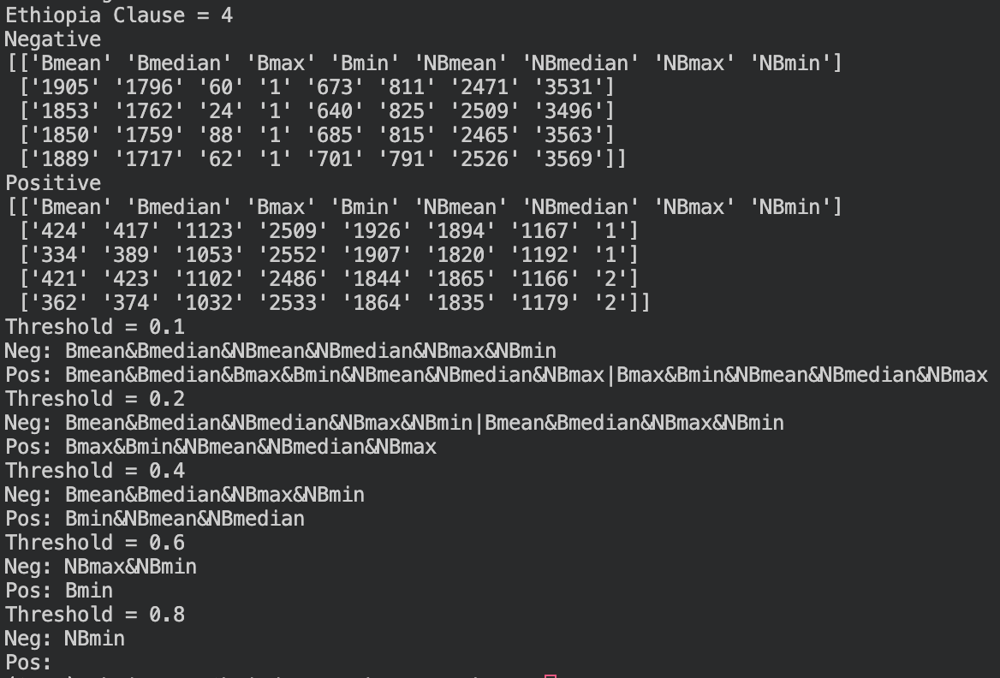 Ethiopia Clause = 4
Negative
[['Bmean' 'Bmedian' 'Bmax' 'Bmin' 'NBmean' 'NBmedian' 'NBmax' 'NBmin']
['1905' '1796' '60' '1' '673' '811' '2471' '3531']
['1853' '1762' '24' '1' '640' '825' '2509' '3496']
['1850' '1759' '88' '1' '685' '815' '2465' '3563']
['1889' '1717' '62' '1' '701' '791' '2526' '3569']]
Positive
[['Bmean' 'Bmedian' 'Bmax' 'Bmin' 'NBmean' 'NBmedian' 'NBmax' 'NBmin']
['424' '417' '1123' '2509' '1926' '1894' '1167' '1']
['334' '389' '1053' '2552' '1907' '1820' '1192' '1']
['421' '423' '1102' '2486' '1844' '1865' '1166' '2']
['362' '374' '1032' '2533' '1864' '1835' '1179' '2']]
Threshold = 0.1
Neg: Bmean&Bmedian&NBmean&NBmedian&NBmax&NBmin
Pos: Bmean&Bmedian&Bmax&Bmin&NBmean&NBmedian&NBmax|Bmax&Bmin&NBmean&NBmedian&NBmax
Threshold = 0.2
Neg: Bmean&Bmedian&NBmedian&NBmax&NBmin|Bmean&Bmedian&NBmax&NBmin
Pos: Bmax&Bmin&NBmean&NBmedian&NBmax
Threshold = 0.4
Neg: Bmean&Bmedian&NBmax&NBmin
Pos: Bmin&NBmean&NBmedian
Threshold = 0.6
Neg: NBmax&NBmin
Pos: Bmin
Threshold = 0.8
Neg: NBmin
Pos: